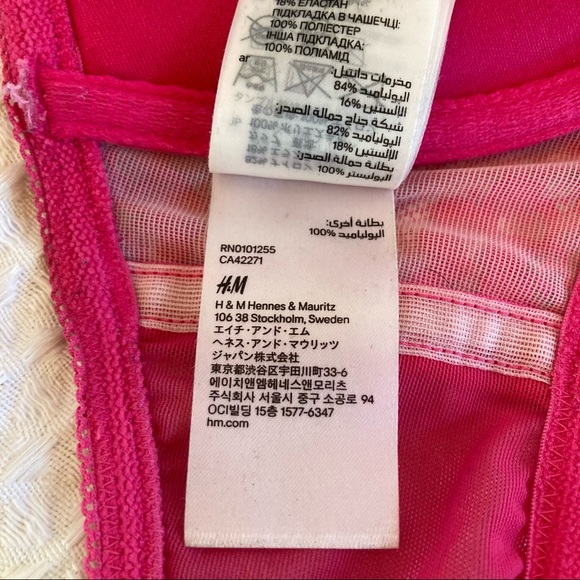 18% ЕЛАСТАН
ПІДКЛАДКА В ЧАШЕЧЦІ:
100% ПОЛІЕСТЕР
ІНША ПІДКЛАДКА:
100% ПОЛІАМІД
ar
مخرمات دانتيل:
البولياميد %84
الإلستين %16
شبكة جناح حمالة الصدر:
البولياميد %82
الإلستين %18
بطانة حمالة الصدر:
البوليستر %100
بطانة أخرى:
البولياميد %100
RN0101255
CA42271
H&M
H & M Hennes & Mauritz
106 38 Stockholm, Sweden
エイチ・アンド・エム
ヘネス・アンド・マウリッツ
ジャパン株式会社
東京都渋谷区宇田川町33-6
에이치앤엠헤네스앤모리츠
주식회사 서울시 중구 소공로 94
OCI빌딩 15층 1577-6347
hm.com